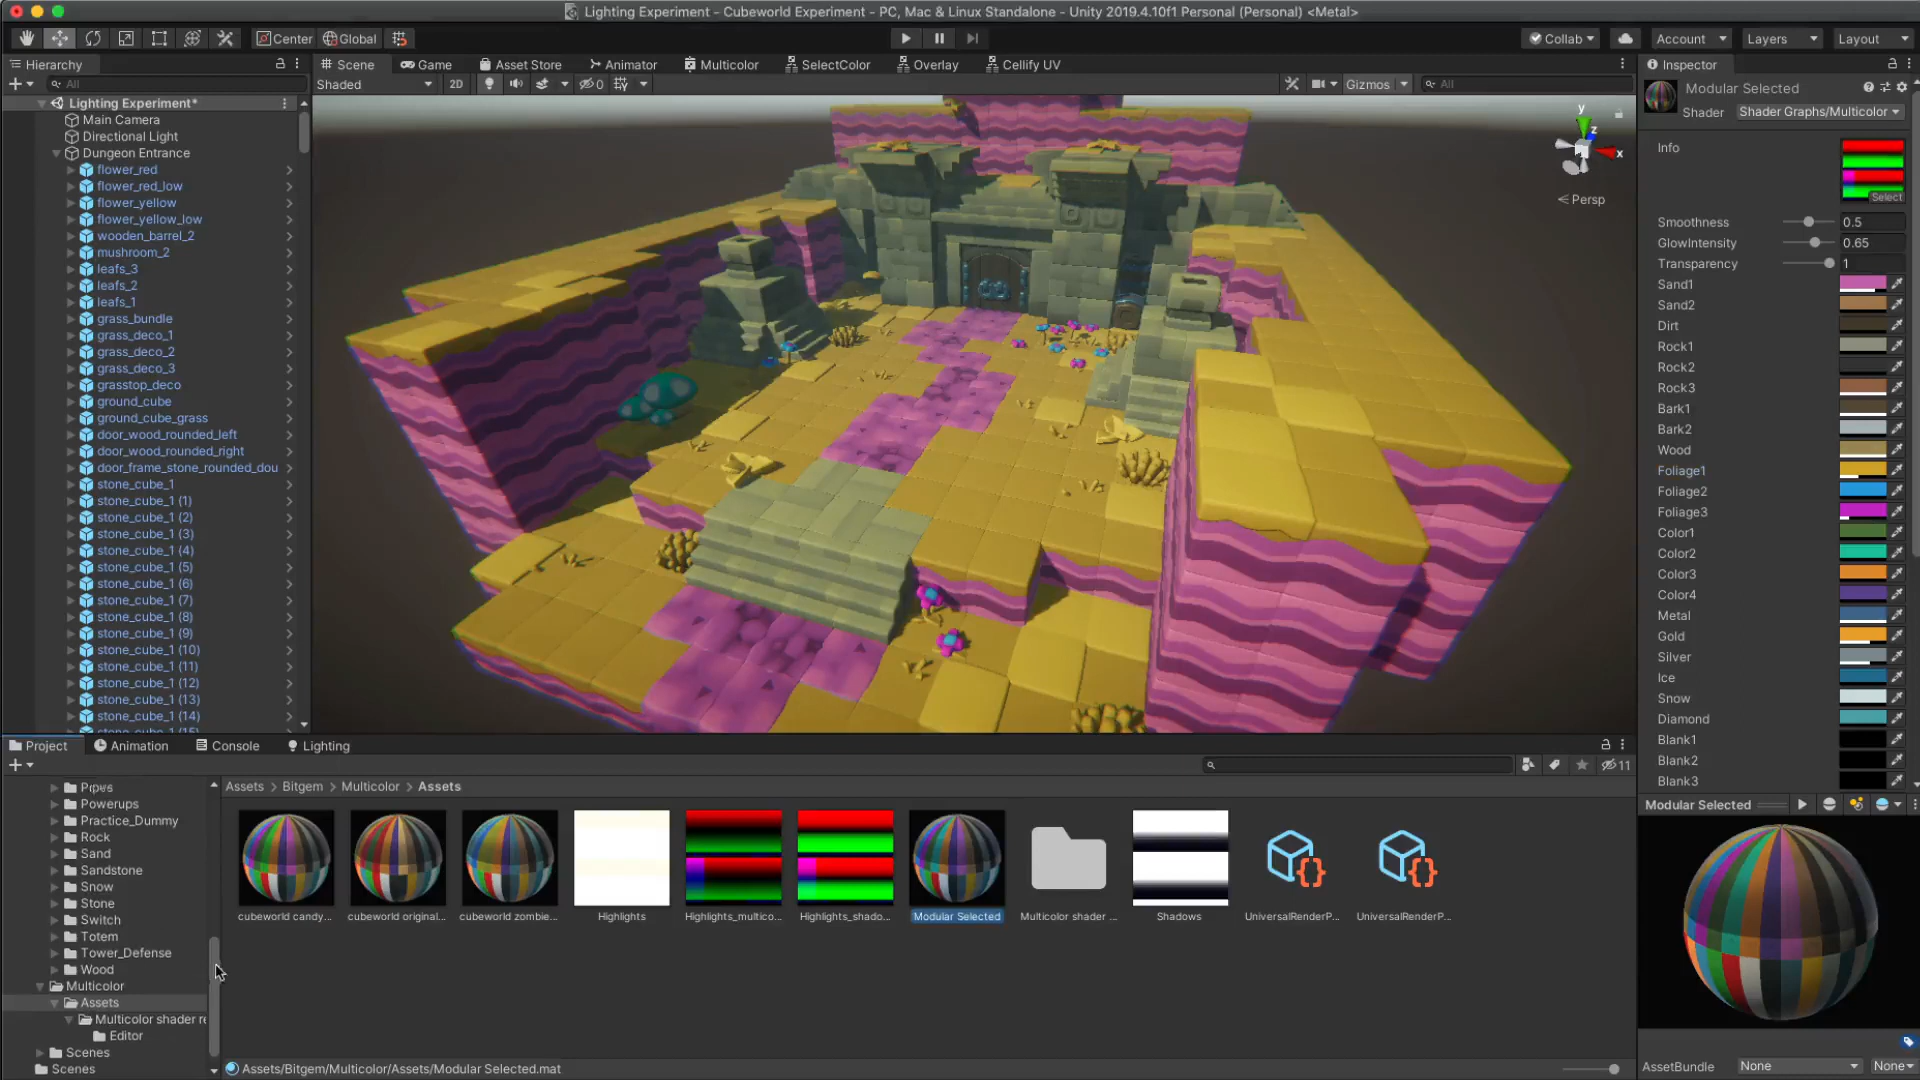 Lighting Experiment - Cubeworld Experiment - PC, Mac & Linux Standalone - Unity 2019.4.10f1 Personal (Personal) <Metal>
Center
Global
Collab
Account
Layers
Layout
Hierarchy
All
Lighting Experiment*
Main Camera
Directional Light
Dungeon Entrance
flower_red
flower_red_low
flower_yellow
flower_yellow_low
wooden_barrel_2
mushroom_2
leafs_3
leafs_2
leafs_1
grass_bundle
grass_deco_1
grass_deco_2
grass_deco_3
grasstop_deco
ground_cube
ground_cube_grass
door_wood_rounded_left
door_wood_rounded_right
door_frame_stone_rounded_dou
stone_cube_1
stone_cube_1 (1)
stone_cube_1 (2)
stone_cube_1 (3)
stone_cube_1 (4)
stone_cube_1 (5)
stone_cube_1 (6)
stone_cube_1 (7)
stone_cube_1 (8)
stone_cube_1 (9)
stone_cube_1 (10)
stone_cube_1 (11)
stone_cube_1 (12)
stone_cube_1 (13)
stone_cube_1 (14)
Scene
Game
Asset Store
Animator
Multicolor
SelectColor
Overlay
Cellify UV
Shaded
2D
0
Gizmos
All
y
z
x
Persp
Inspector
Modular Selected
Shader
Shader Graphs/Multicolor
Info
Select
Smoothness 0.5
GlowIntensity 0.65
Transparency 1
Sand1
Sand2
Dirt
Rock1
Rock2
Rock3
Bark1
Bark2
Wood
Foliage1
Foliage2
Foliage3
Color1
Color2
Color3
Color4
Metal
Gold
Silver
Ice
Snow
Diamond
Blank1
Blank2
Blank3
Modular Selected
AssetBundle
None
None
Project
Animation
Console
Lighting
11
Pipes
Powerups
Practice_Dummy
Rock
Sand
Sandstone
Snow
Stone
Switch
Totem
Tower_Defense
Wood
Multicolor
Assets
Multicolor shader re
Editor
Scenes
Scenes
Assets > Bitgem > Multicolor > Assets
cubeworld candy...
cubeworld original...
cubeworld zombie...
Highlights
Highlights_multico...
Highlights_shado...
Modular Selected
Multicolor shader ...
Shadows
UniversalRenderP...
UniversalRenderP...
Assets/Bitgem/Multicolor/Assets/Modular Selected.mat